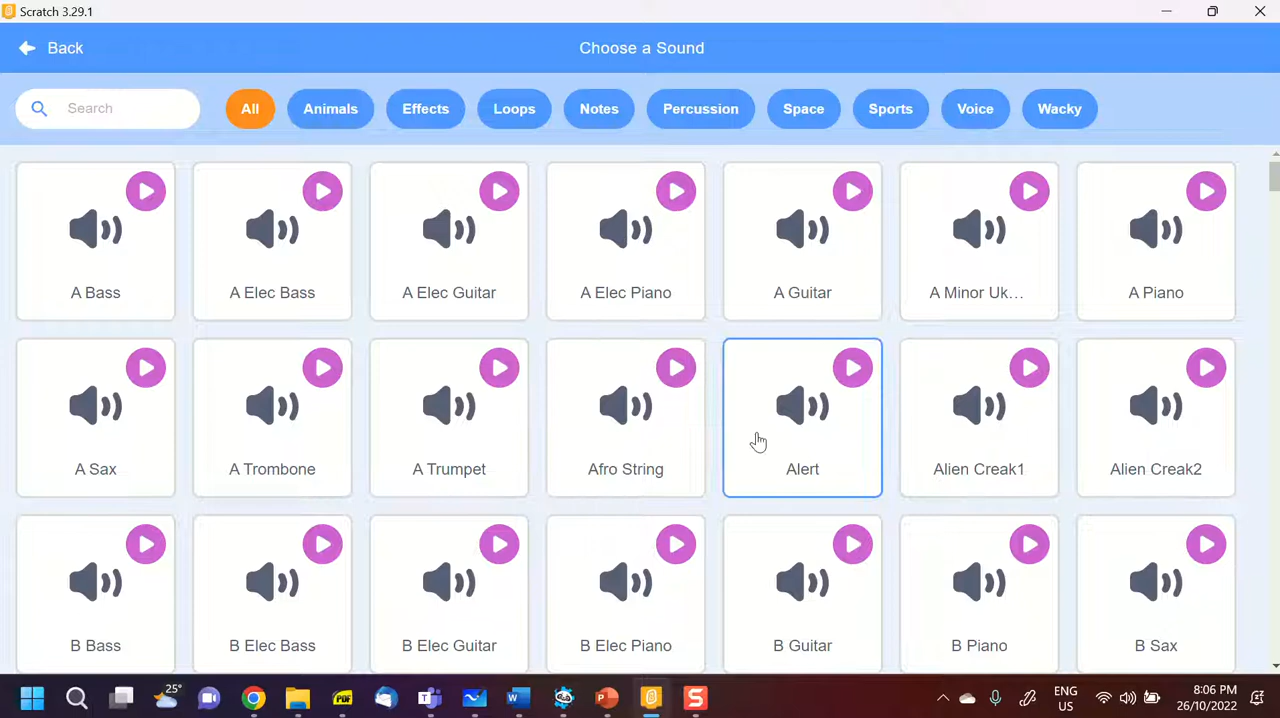 Scratch 3.29.1
Back
Choose a Sound
Search
All
Animals
Effects
Loops
Notes
Percussion
Space
Sports
Voice
Wacky
A Bass
A Elec Bass
A Elec Guitar
A Elec Piano
A Guitar
A Minor Uk…
A Piano
A Sax
A Trombone
A Trumpet
Afro String
Alert
Alien Creak1
Alien Creak2
B Bass
B Elec Bass
B Elec Guitar
B Elec Piano
B Guitar
B Piano
B Sax
25°
PDF
W
P
S
ENG
US
8:06 PM
26/10/2022